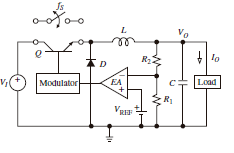 fS
L
VO
Q
D
R2
IO
VI
+
Modulator
EA
−
+
C
Load
VREF
+
R1